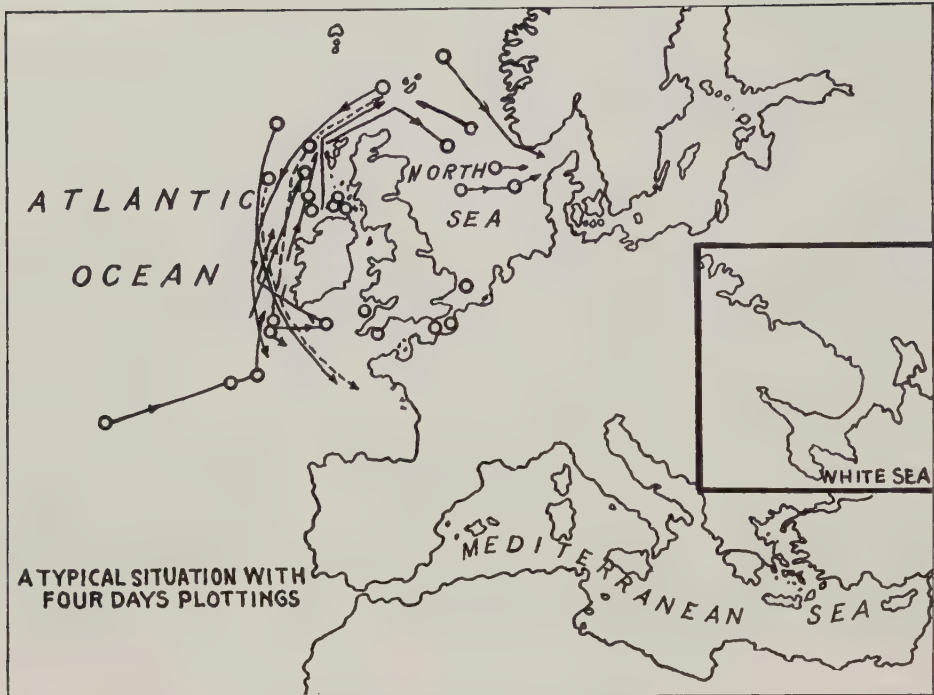 NORTH
SEA
ATLANTIC
OCEAN
WHITE SEA
MEDITERRANEAN SEA
A TYPICAL SITUATION WITH
FOUR DAYS PLOTTINGS